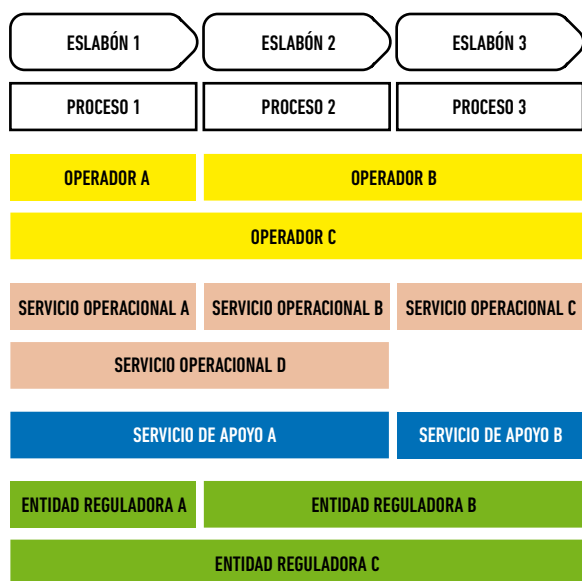 ESLABÓN 1 ESLABÓN 2 ESLABÓN 3
PROCESO 1 PROCESO 2 PROCESO 3
OPERADOR A OPERADOR B
OPERADOR C
SERVICIO OPERACIONAL A SERVICIO OPERACIONAL B SERVICIO OPERACIONAL C
SERVICIO OPERACIONAL D
SERVICIO DE APOYO A SERVICIO DE APOYO B
ENTIDAD REGULADORA A ENTIDAD REGULADORA B
ENTIDAD REGULADORA C